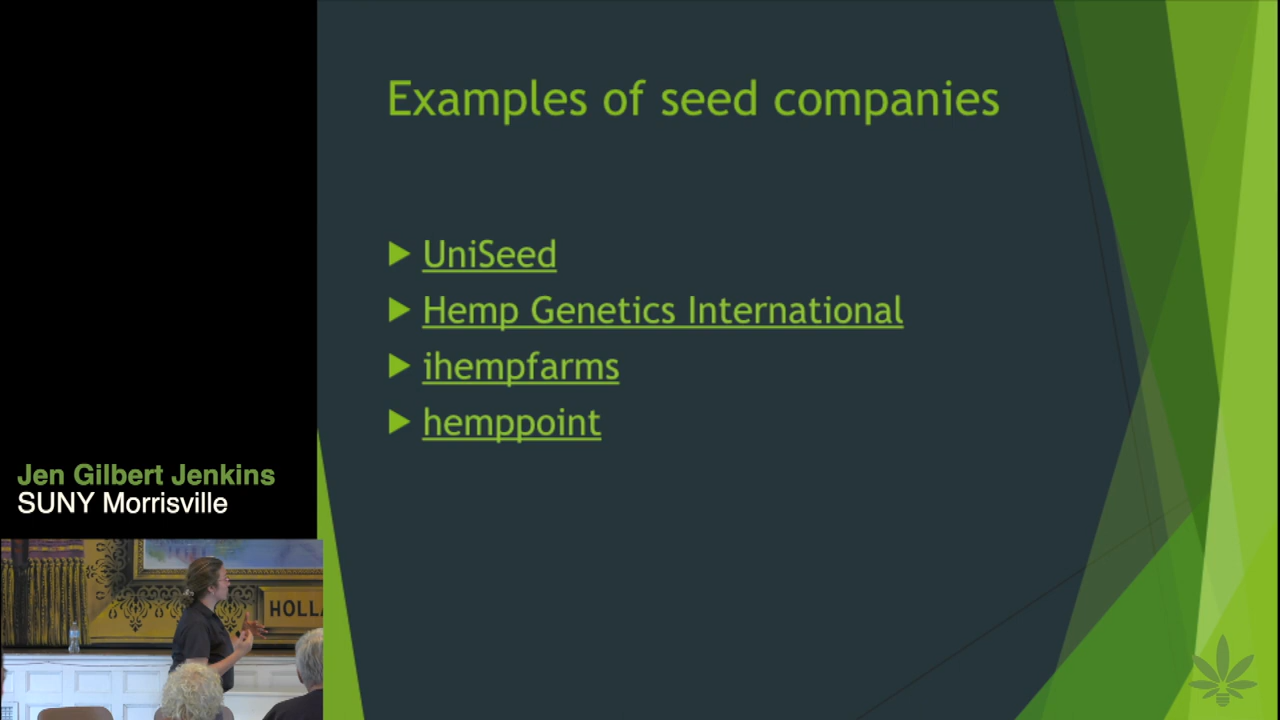 Examples of seed companies
UniSeed
Hemp Genetics International
ihempfarms
hemppoint
Jen Gilbert Jenkins
SUNY Morrisville
HOLLA